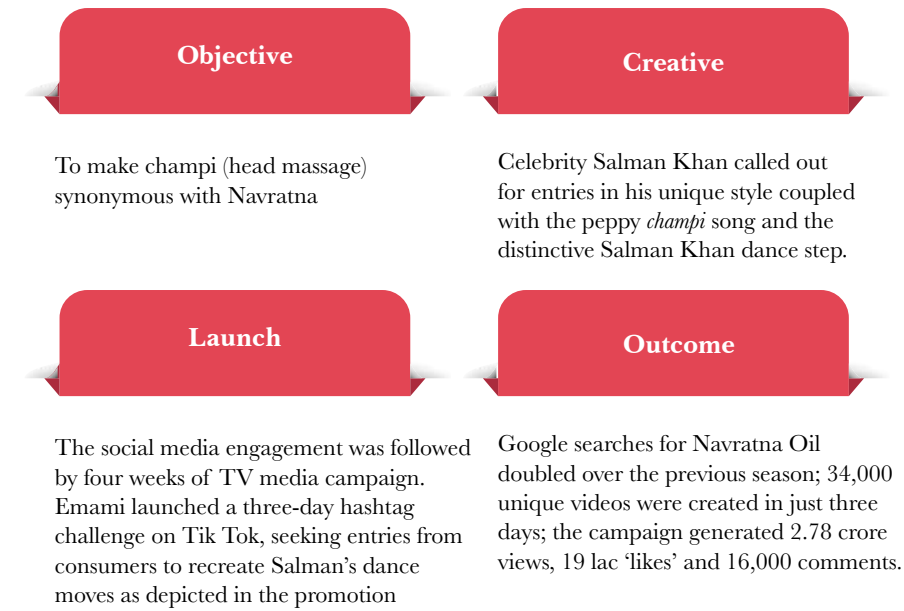 Objective
To make champi (head massage)
synonymous with Navratna
Creative
Celebrity Salman Khan called out
for entries in his unique style coupled
with the peppy champi song and the
distinctive Salman Khan dance step.
Launch
The social media engagement was followed
by four weeks of TV media campaign.
Emami launched a three-day hashtag
challenge on Tik Tok, seeking entries from
consumers to recreate Salman’s dance
moves as depicted in the promotion
Outcome
Google searches for Navratna Oil
doubled over the previous season; 34,000
unique videos were created in just three
days; the campaign generated 2.78 crore
views, 19 lac ‘likes’ and 16,000 comments.